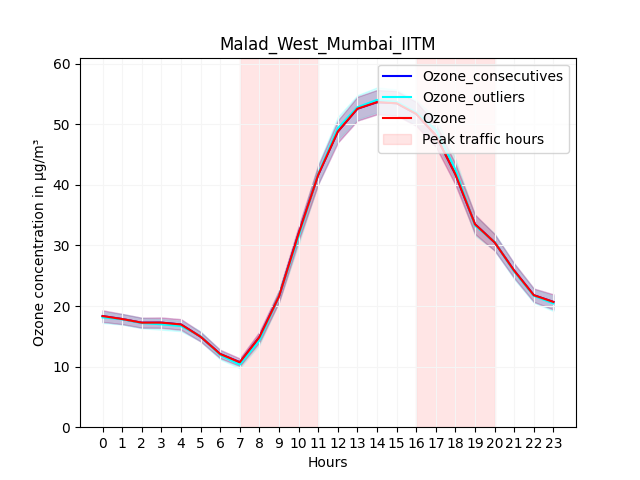 Malad_West_Mumbai_IITM
Ozone_consecutives
Ozone_outliers
Ozone
Peak traffic hours
Ozone concentration in µg/m³
60
50
40
30
20
10
0
0 1 2 3 4 5 6 7 8 9 10 11 12 13 14 15 16 17 18 19 20 21 22 23
Hours